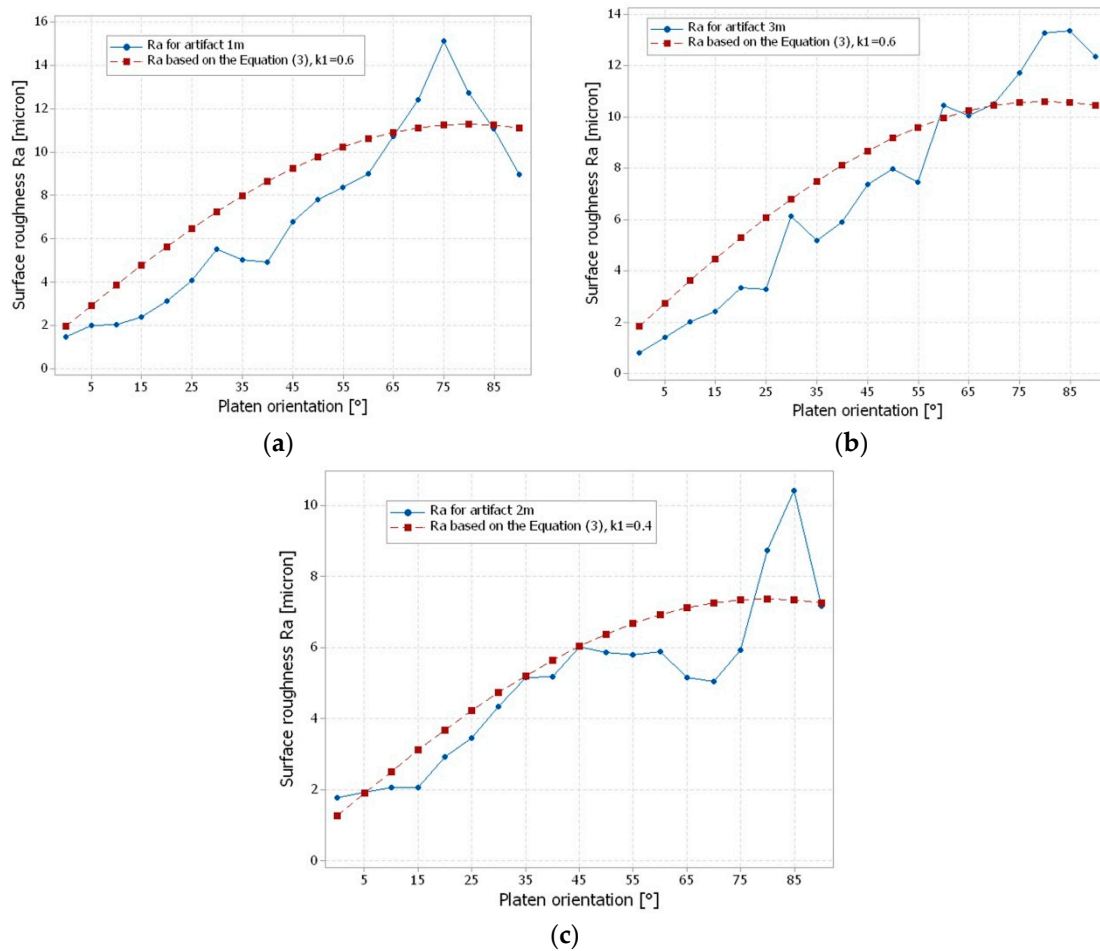 16
14
12
10
8
6
4
2
0
Surface roughness Ra [micron]
Ra for artifact 1m
Ra based on the Equation (3), k1=0.6
5 15 25 35 45 55 65 75 85
Platen orientation [°]
(a)
14
12
10
8
6
4
2
0
Surface roughness Ra [micron]
Ra for artifact 3m
Ra based on the Equation (3), k1=0.6
5 15 25 35 45 55 65 75 85
Platen orientation [°]
(b)
10
8
6
4
2
0
Surface roughness Ra [micron]
Ra for artifact 2m
Ra based on the Equation (3), k1=0.4
5 15 25 35 45 55 65 75 85
Platen orientation [°]
(c)